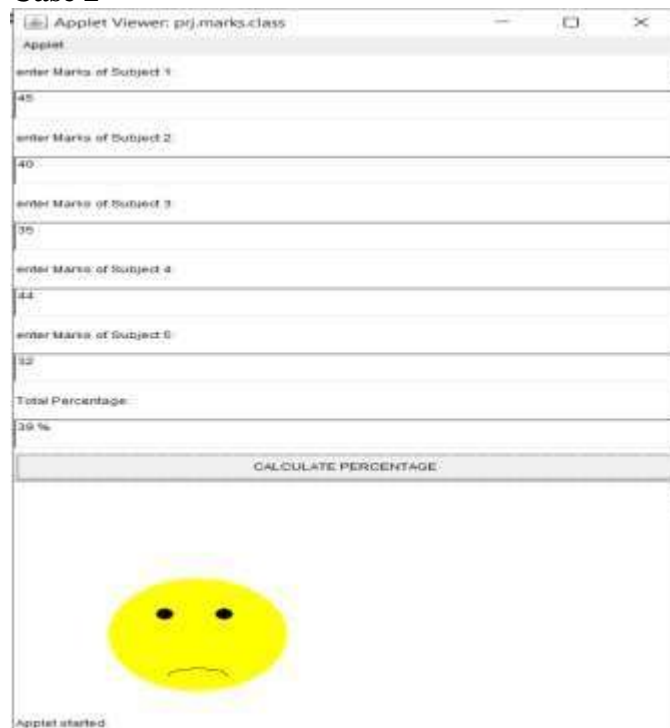 Applet Viewer: prj.marks.class
Applet
enter Marks of Subject 1
45
enter Marks of Subject 2
40
enter Marks of Subject 3
35
enter Marks of Subject 4
44
enter Marks of Subject 5
32
Total Percentage
39 %
CALCULATE PERCENTAGE
Applet started